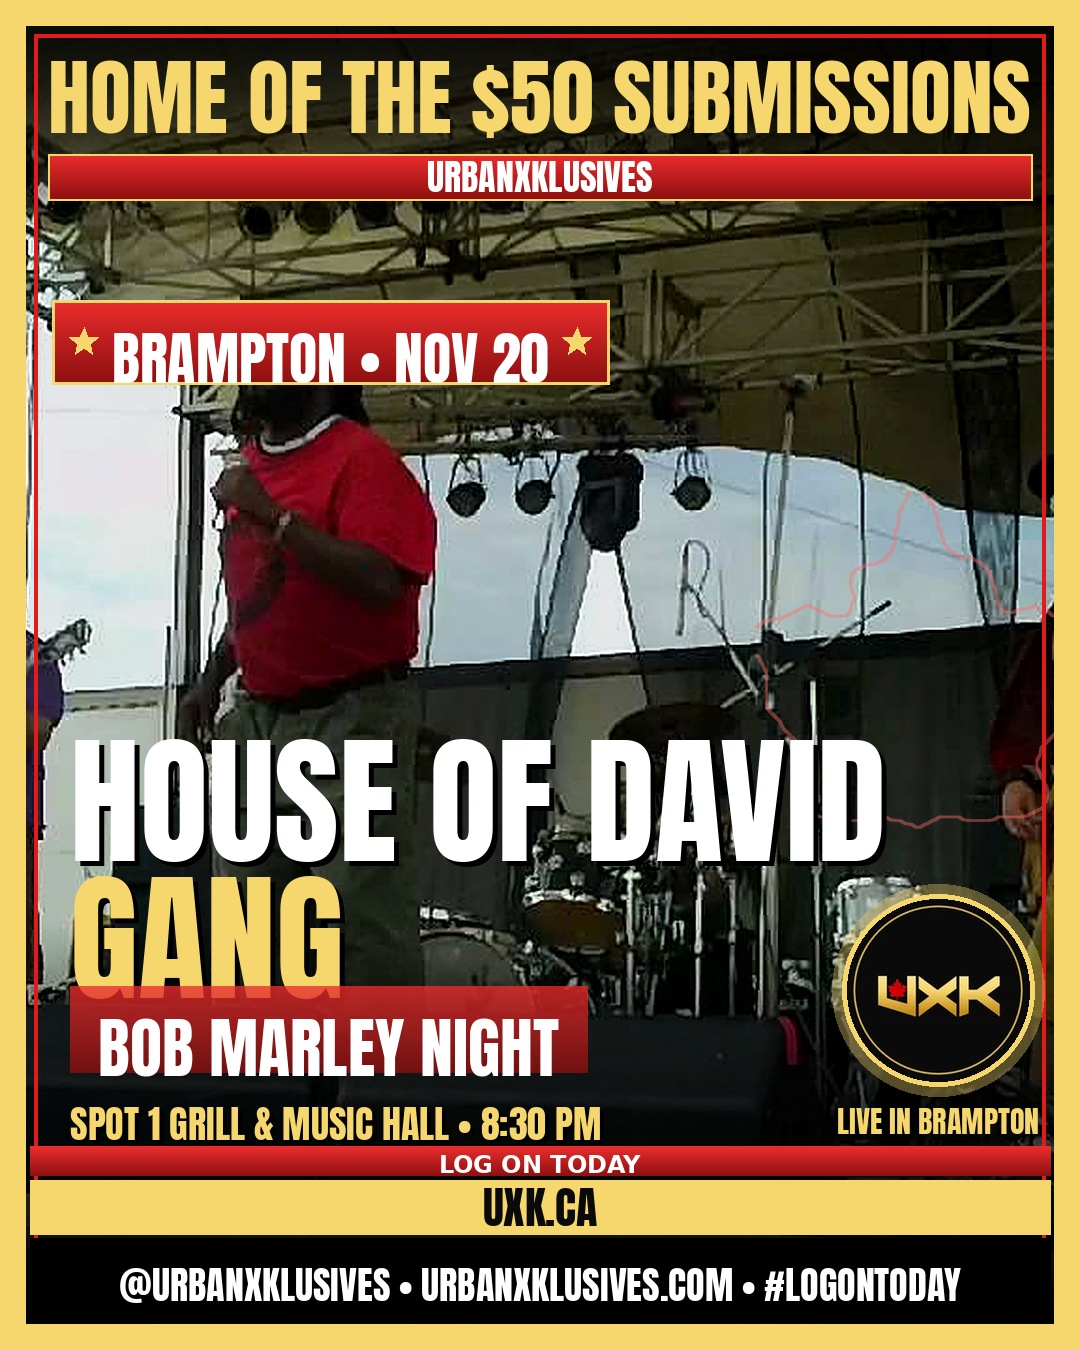 HOME OF THE $50 SUBMISSIONS
URBANXKLUSIVES
BRAMPTON • NOV 20
HOUSE OF DAVID
GANG
BOB MARLEY NIGHT
UXK
SPOT 1 GRILL & MUSIC HALL • 8:30 PM
LIVE IN BRAMPTON
LOG ON TODAY
UXK.CA
@URBANXKLUSIVES • URBANXKLUSIVES.COM • #LOGONTODAY